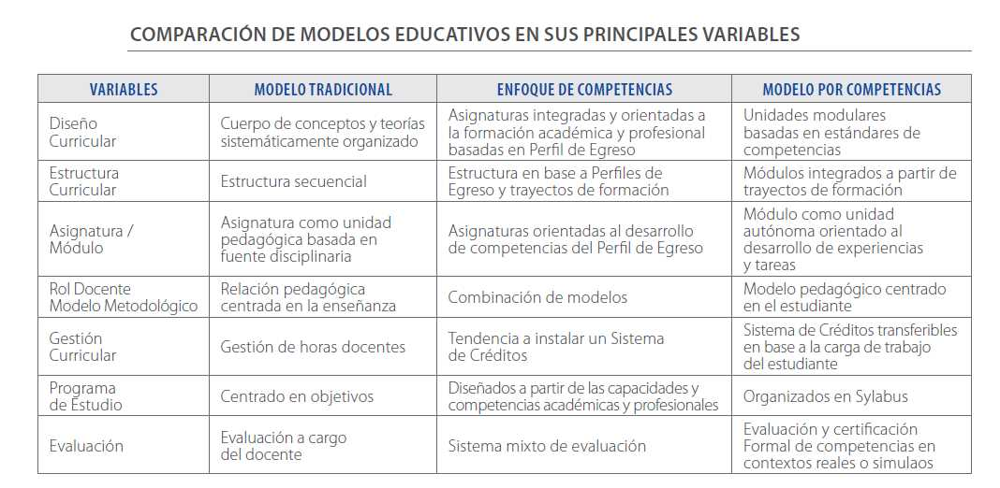 COMPARACIÓN DE MODELOS EDUCATIVOS EN SUS PRINCIPALES VARIABLES
VARIABLES
MODELO TRADICIONAL
ENFOQUE DE COMPETENCIAS
MODELO POR COMPETENCIAS
Diseño
Curricular
Cuerpo de conceptos y teorías
sistemáticamente organizado
Asignaturas integradas y orientadas a
la formación académica y profesional
basadas en Perfil de Egreso
Unidades modulares
basadas en estándares de
competencias
Estructura
Curricular
Estructura secuencial
Estructura en base a Perfiles de
Egreso y trayectos de formación
Módulos integrados a partir de
trayectos de formación
Asignatura /
Módulo
Asignatura como unidad
pedagógica basada en
fuente disciplinaria
Asignaturas orientadas al desarrollo
de competencias del Perfil de Egreso
Módulo como unidad
autónoma orientado al
desarrollo de experiencias
y tareas
Rol Docente
Modelo Metodológico
Relación pedagógica
centrada en la enseñanza
Combinación de modelos
Modelo pedagógico centrado
en el estudiante
Gestión
Curricular
Gestión de horas docentes
Tendencia a instalar un Sistema
de Créditos
Sistema de Créditos transferibles
en base a la carga de trabajo
del estudiante
Programa
de Estudio
Centrado en objetivos
Diseñados a partir de las capacidades y
competencias académicas y profesionales
Organizados en Sylabus
Evaluación
Evaluación a cargo
del docente
Sistema mixto de evaluación
Evaluación y certificación
Formal de competencias en
contextos reales o simulaos